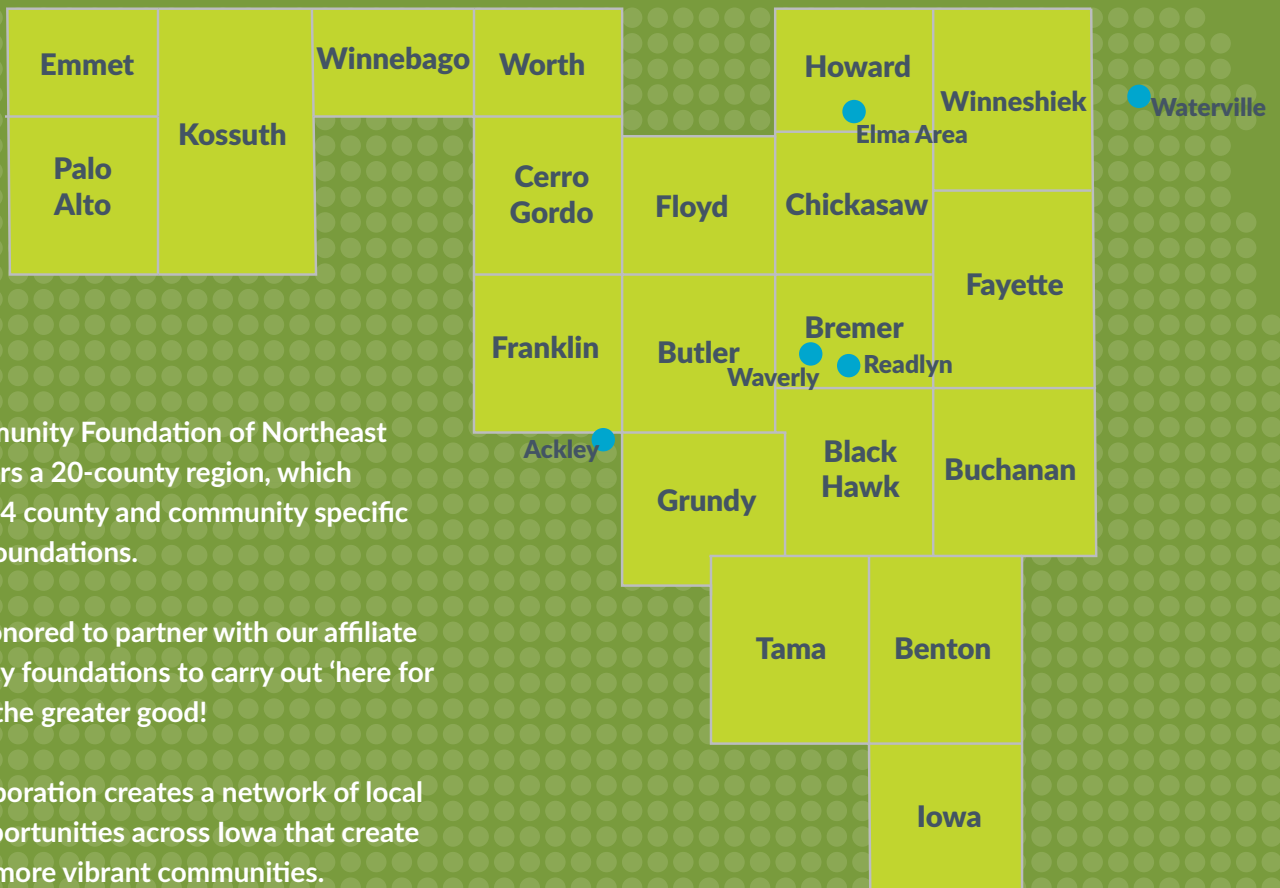 Emmet
Kossuth
Winnebago
Worth
Howard
Winneshiek
Waterville
Elma Area
Palo
Alto
Cerro
Gordo
Floyd
Chickasaw
Fayette
Franklin
Butler
Bremer
Waverly
Readlyn
Ackley
Grundy
Black
Hawk
Buchanan
Tama
Benton
Iowa
munity Foundation of Northeast
rs a 20-county region, which
4 county and community specific
oundations.
onored to partner with our affiliate
y foundations to carry out ‘here for
the greater good!
boration creates a network of local
portunities across Iowa that create
more vibrant communities.